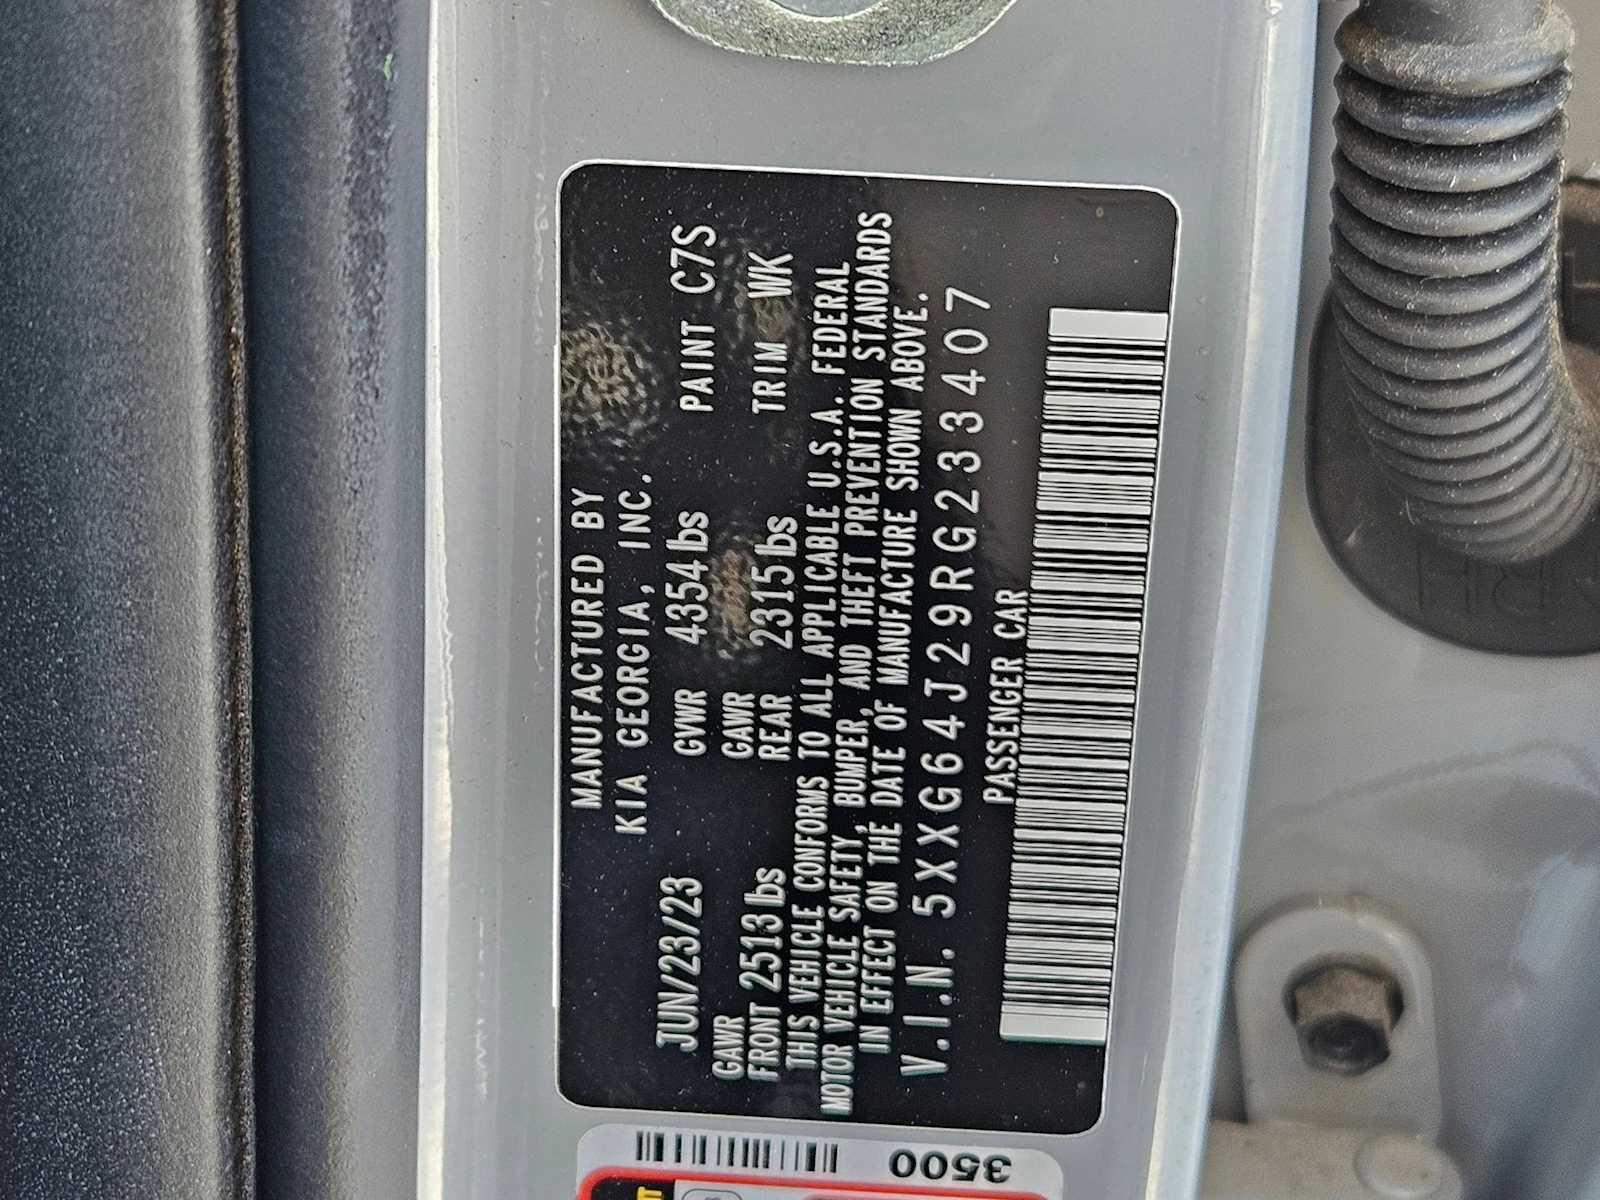 MANUFACTURED BY
KIA GEORGIA, INC.
JUN/23/23 GVWR 4354 lbs PAINT C7S
GAWR FRONT 2513 lbs GAWR REAR 2315 lbs TRIM WK
THIS VEHICLE CONFORMS TO ALL APPLICABLE U.S.A. FEDERAL
MOTOR VEHICLE SAFETY, BUMPER, AND THEFT PREVENTION STANDARDS
IN EFFECT ON THE DATE OF MANUFACTURE SHOWN ABOVE.
V.I.N. 5XXG64J29RG233407
PASSENGER CAR
3500
RH